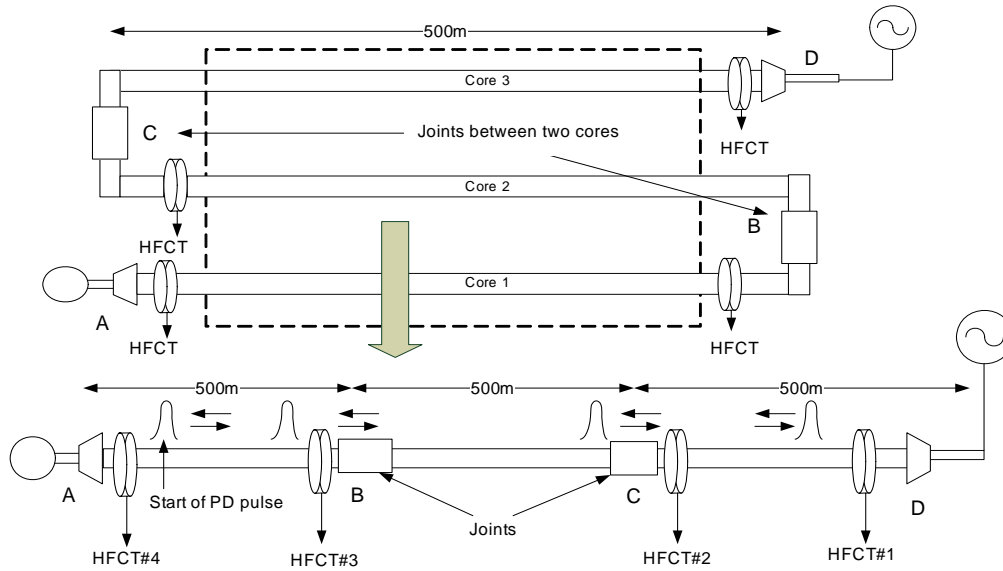 500m
D
Core 3
C
Joints between two cores
HFCT
Core 2
B
HFCT
Core 1
A
HFCT
HFCT
500m
500m
500m
A
Start of PD pulse
B
C
D
Joints
HFCT#4
HFCT#3
HFCT#2
HFCT#1